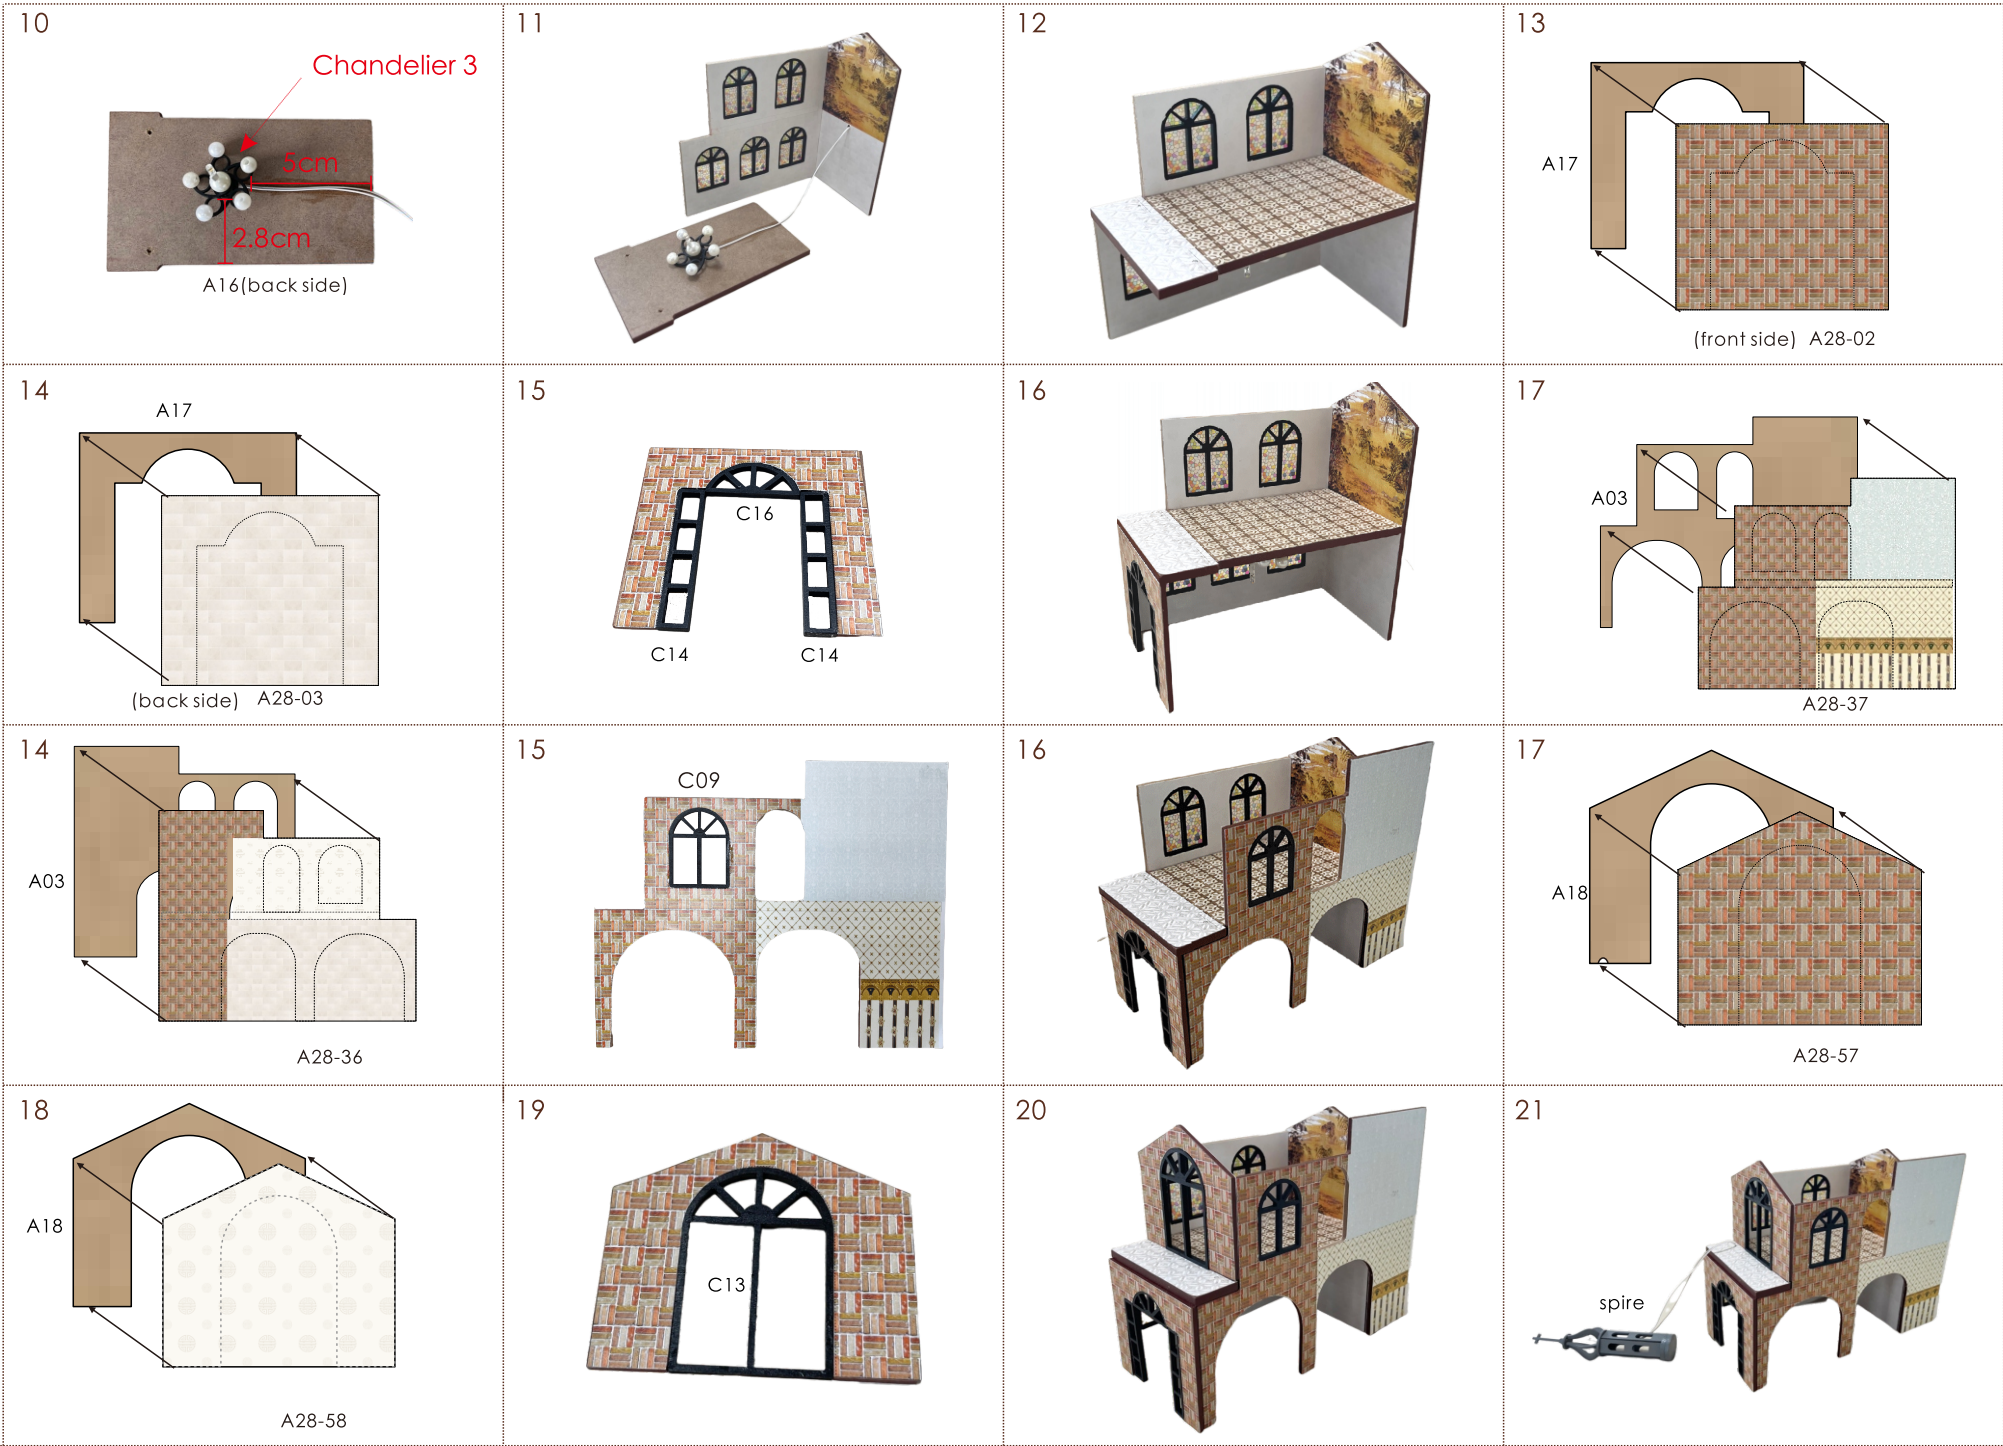 10
Chandelier 3
5cm
2.8cm
A16(back side)
11
12
13
A17
(front side) A28-02
14
A17
(back side) A28-03
15
C16
C14
C14
16
17
A03
A28-37
14
A03
A28-36
15
C09
16
17
A18
A28-57
18
A18
A28-58
19
C13
20
21
spire